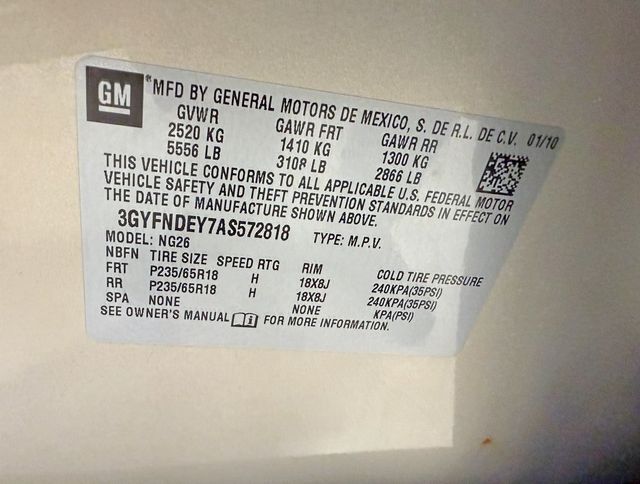 GM
®MFD BY GENERAL MOTORS DE MEXICO, S. DE R.L. DE C.V. 01/10
GVWR GAWR FRT GAWR RR
2520 KG 1410 KG 1300 KG
5556 LB 3108 LB 2866 LB
THIS VEHICLE CONFORMS TO ALL APPLICABLE U.S. FEDERAL MOTOR
VEHICLE SAFETY AND THEFT PREVENTION STANDARDS IN EFFECT ON
THE DATE OF MANUFACTURE SHOWN ABOVE.
3GYFNDEY7AS572818 TYPE: M.P.V.
MODEL: NG26
NBFN TIRE SIZE SPEED RTG RIM COLD TIRE PRESSURE
FRT P235/65R18 H 18X8J 240KPA(35PSI)
RR P235/65R18 H 18X8J 240KPA(35PSI)
SPA NONE NONE KPA(PSI)
SEE OWNER'S MANUAL FOR MORE INFORMATION.